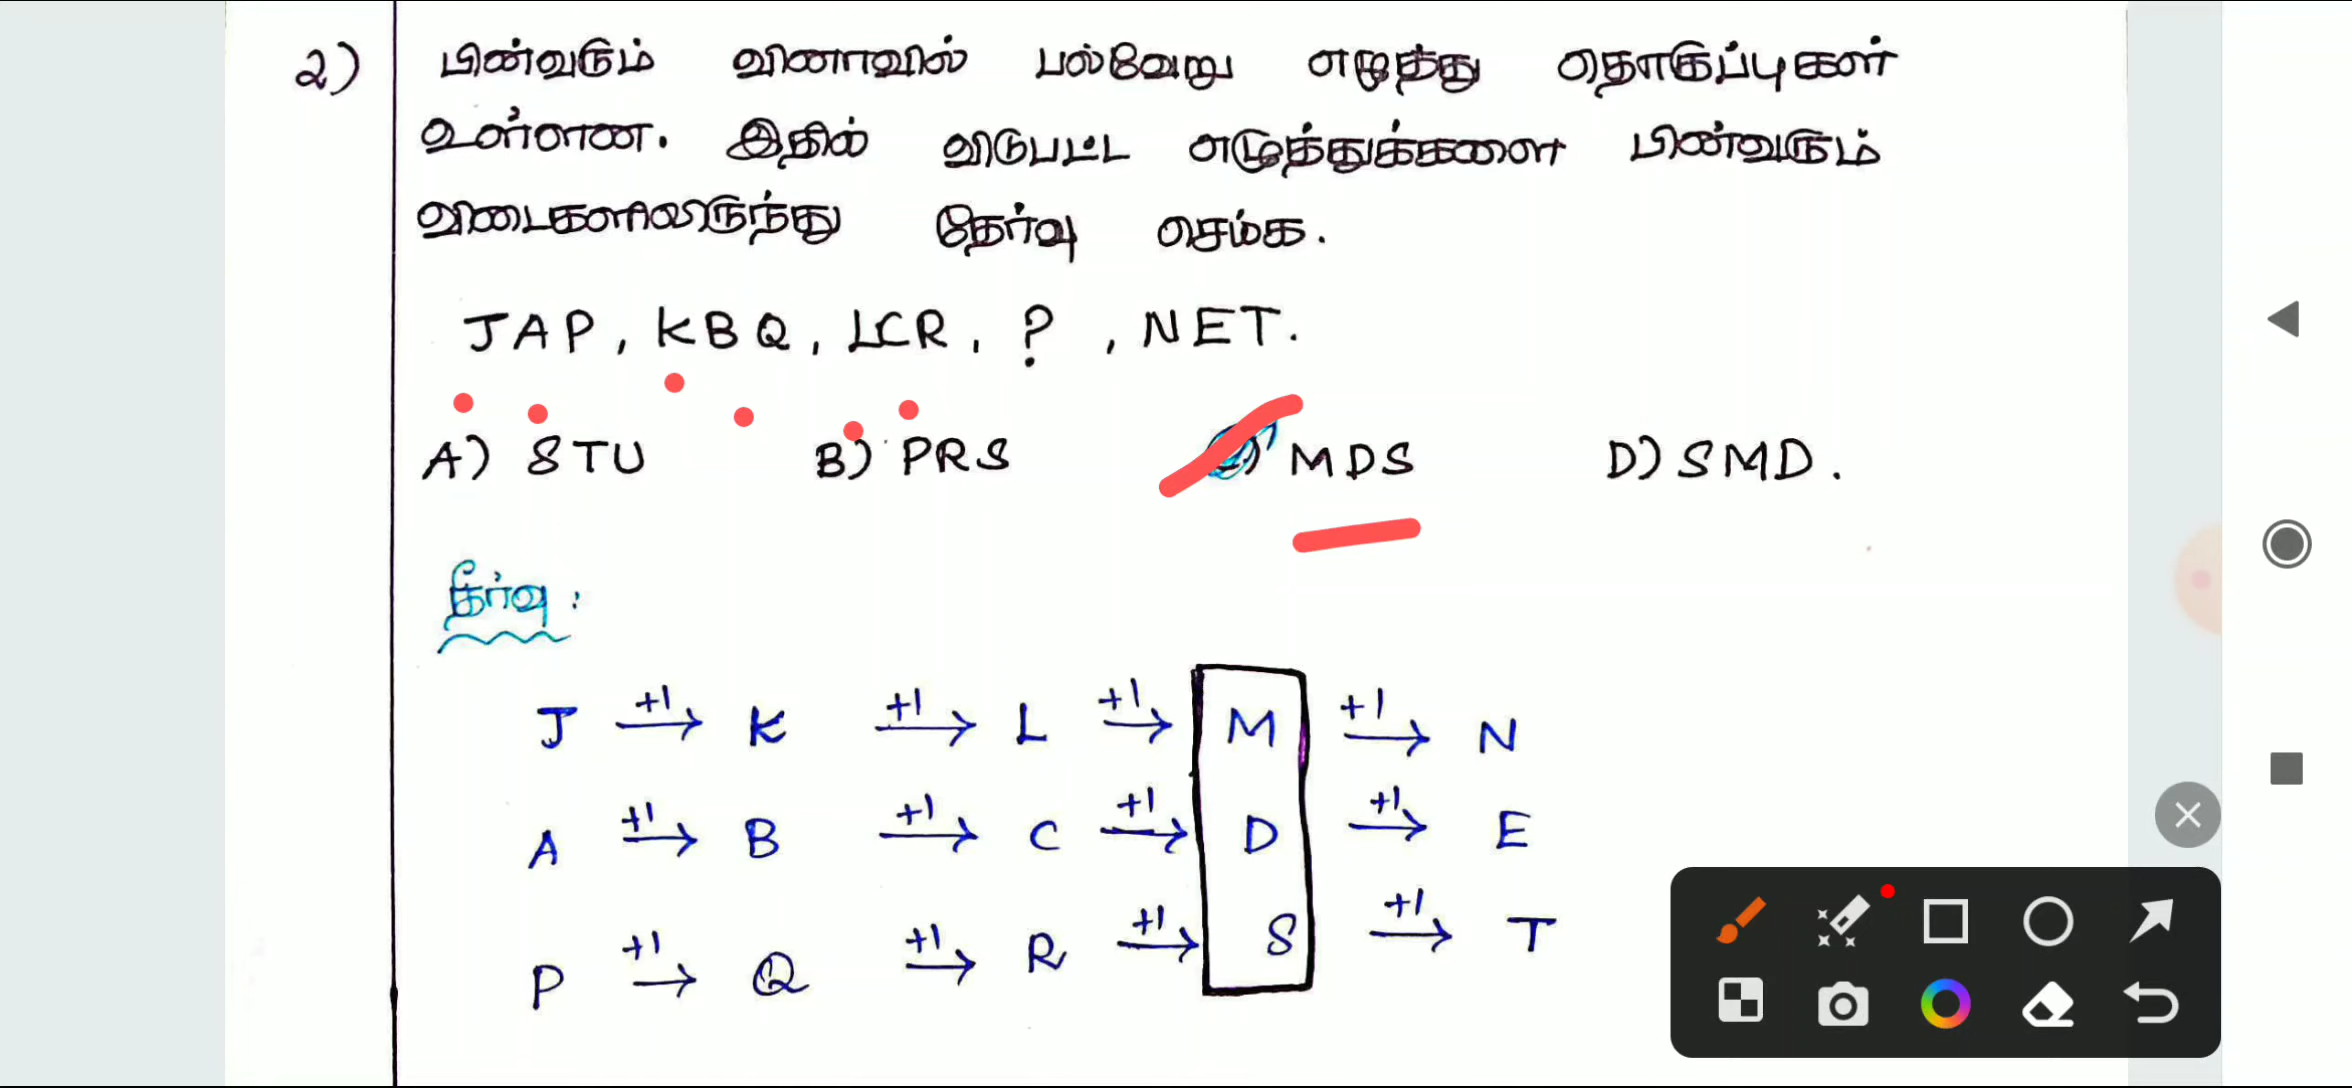 2) பின்வரும் வினாவில் பல்வேறு எழுத்து தொகுப்புகள்
உள்ளன. இதில் விடுபட்ட எழுத்துக்களை பின்வரும்
விடைகளிலிருந்து தேர்வு செய்க.
JAP, KBQ, LCR, ?, NET.
A) STU B) PRS C) MDS D) SMD.
தீர்வு :
J +1→ K +1→ L +1→ M +1→ N
A +1→ B +1→ C +1→ D +1→ E
P +1→ Q +1→ R +1→ S +1→ T